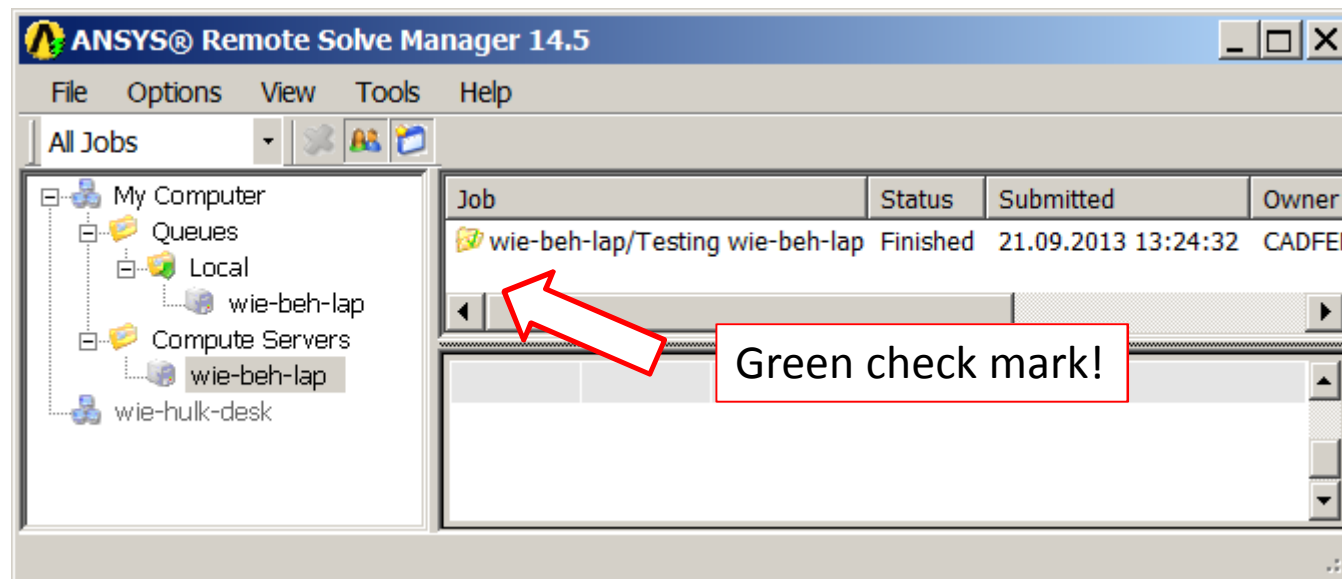 ANSYS® Remote Solve Manager 14.5
File Options View Tools Help
All Jobs
My Computer
Queues
Local
wie-beh-lap
Compute Servers
wie-beh-lap
wie-hulk-desk
Job Status Submitted Owner
wie-beh-lap/Testing wie-beh-lap Finished 21.09.2013 13:24:32 CADFEI
Green check mark!